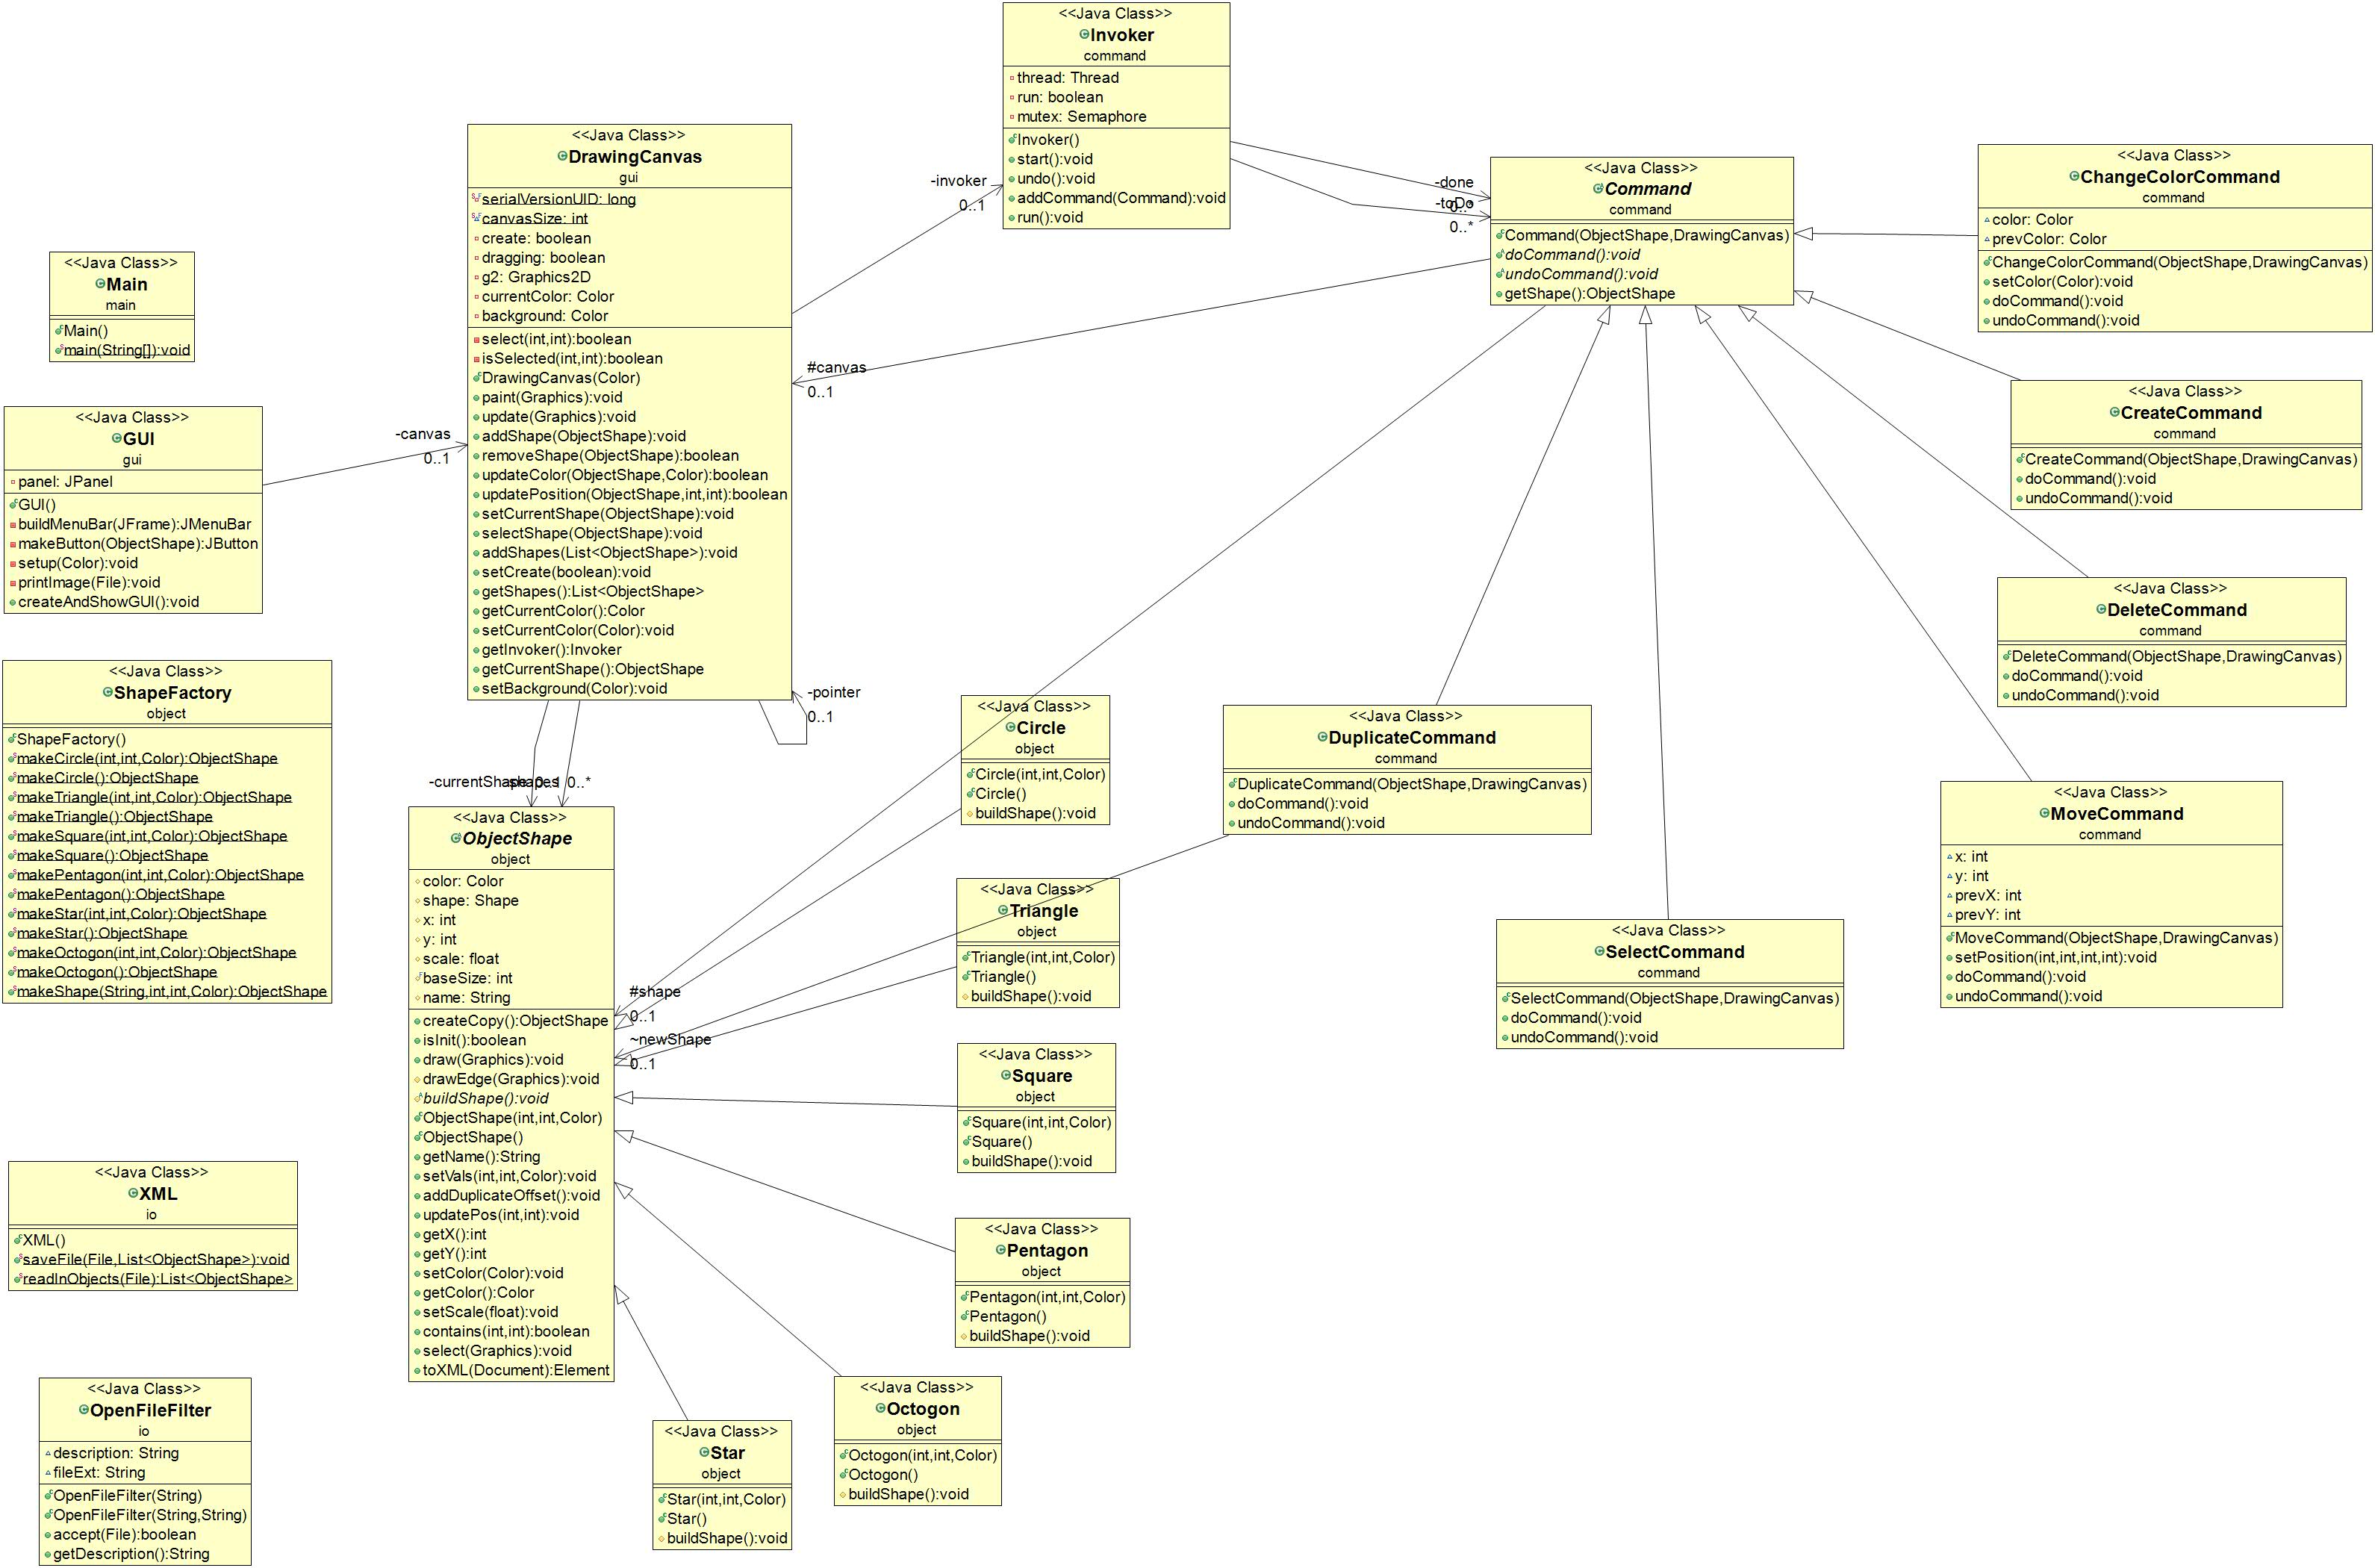 <<Java Class>>
Invoker
command
thread: Thread
run: boolean
mutex: Semaphore
Invoker()
start():void
undo():void
addCommand(Command):void
run():void
<<Java Class>>
DrawingCanvas
gui
serialVersionUID: long
canvasSize: int
create: boolean
dragging: boolean
g2: Graphics2D
currentColor: Color
background: Color
select(int,int):boolean
isSelected(int,int):boolean
DrawingCanvas(Color)
paint(Graphics):void
update(Graphics):void
addShape(ObjectShape):void
removeShape(ObjectShape):boolean
updateColor(ObjectShape,Color):boolean
updatePosition(ObjectShape,int,int):boolean
setCurrentShape(ObjectShape):void
selectShape(ObjectShape):void
addShapes(List<ObjectShape>):void
setCreate(boolean):void
getShapes():List<ObjectShape>
getCurrentColor():Color
setCurrentColor(Color):void
getInvoker():Invoker
getCurrentShape():ObjectShape
setBackground(Color):void
-invoker
0..1
-done
0..*
-toDo
0..*
<<Java Class>>
Command
command
Command(ObjectShape,DrawingCanvas)
doCommand():void
undoCommand():void
getShape():ObjectShape
<<Java Class>>
ChangeColorCommand
command
color: Color
prevColor: Color
ChangeColorCommand(ObjectShape,DrawingCanvas)
setColor(Color):void
doCommand():void
undoCommand():void
<<Java Class>>
Main
main
Main()
main(String[]):void
#canvas
0..1
<<Java Class>>
CreateCommand
command
CreateCommand(ObjectShape,DrawingCanvas)
doCommand():void
undoCommand():void
<<Java Class>>
GUI
gui
panel: JPanel
GUI()
buildMenuBar(JFrame):JMenuBar
makeButton(ObjectShape):JButton
setup(Color):void
printImage(File):void
createAndShowGUI():void
-canvas
0..1
<<Java Class>>
DeleteCommand
command
DeleteCommand(ObjectShape,DrawingCanvas)
doCommand():void
undoCommand():void
<<Java Class>>
ShapeFactory
object
ShapeFactory()
makeCircle(int,int,Color):ObjectShape
makeCircle():ObjectShape
makeTriangle(int,int,Color):ObjectShape
makeTriangle():ObjectShape
makeSquare(int,int,Color):ObjectShape
makeSquare():ObjectShape
makePentagon(int,int,Color):ObjectShape
makePentagon():ObjectShape
makeStar(int,int,Color):ObjectShape
makeStar():ObjectShape
makeOctogon(int,int,Color):ObjectShape
makeOctogon():ObjectShape
makeShape(String,int,int,Color):ObjectShape
-pointer
0..1
-currentShape 0..1
-shapes 0..*
<<Java Class>>
Circle
object
Circle(int,int,Color)
Circle()
buildShape():void
<<Java Class>>
DuplicateCommand
command
DuplicateCommand(ObjectShape,DrawingCanvas)
doCommand():void
undoCommand():void
<<Java Class>>
MoveCommand
command
x: int
y: int
prevX: int
prevY: int
MoveCommand(ObjectShape,DrawingCanvas)
setPosition(int,int,int,int):void
doCommand():void
undoCommand():void
<<Java Class>>
ObjectShape
object
color: Color
shape: Shape
x: int
y: int
scale: float
baseSize: int
name: String
createCopy():ObjectShape
isInit():boolean
draw(Graphics):void
drawEdge(Graphics):void
buildShape():void
ObjectShape(int,int,Color)
ObjectShape()
getName():String
setVals(int,int,Color):void
addDuplicateOffset():void
updatePos(int,int):void
getX():int
getY():int
setColor(Color):void
getColor():Color
setScale(float):void
contains(int,int):boolean
select(Graphics):void
toXML(Document):Element
#shape
0..1
~newShape
0..1
<<Java Class>>
Triangle
object
Triangle(int,int,Color)
Triangle()
buildShape():void
<<Java Class>>
SelectCommand
command
SelectCommand(ObjectShape,DrawingCanvas)
doCommand():void
undoCommand():void
<<Java Class>>
Square
object
Square(int,int,Color)
Square()
buildShape():void
<<Java Class>>
XML
io
XML()
saveFile(File,List<ObjectShape>):void
readInObjects(File):List<ObjectShape>
<<Java Class>>
Pentagon
object
Pentagon(int,int,Color)
Pentagon()
buildShape():void
<<Java Class>>
OpenFileFilter
io
description: String
fileExt: String
OpenFileFilter(String)
OpenFileFilter(String,String)
accept(File):boolean
getDescription():String
<<Java Class>>
Octogon
object
Octogon(int,int,Color)
Octogon()
buildShape():void
<<Java Class>>
Star
object
Star(int,int,Color)
Star()
buildShape():void